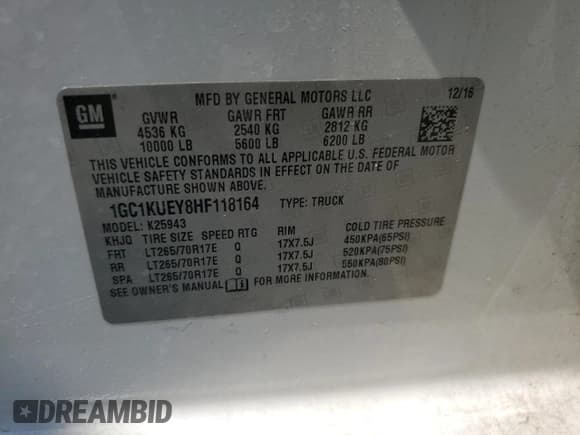 GM
MFD BY GENERAL MOTORS LLC
12/16
GVWR GAWR FRT GAWR RR
4536 KG 2540 KG 2812 KG
10000 LB 5600 LB 6200 LB
THIS VEHICLE CONFORMS TO ALL APPLICABLE U.S. FEDERAL MOTOR
VEHICLE SAFETY STANDARDS IN EFFECT ON THE DATE OF
MANUFACTURE SHOWN ABOVE.
1GC1KUEY8HF118164 TYPE: TRUCK
MODEL: K25943
KHJQ TIRE SIZE SPEED RTG RIM COLD TIRE PRESSURE
FRT LT265/70R17E Q 17X7.5J 450KPA(65PSI)
RR LT265/70R17E Q 17X7.5J 520KPA(75PSI)
SPA LT265/70R17E Q 17X7.5J 550KPA(80PSI)
SEE OWNER'S MANUAL FOR MORE INFORMATION.
DREAMBID